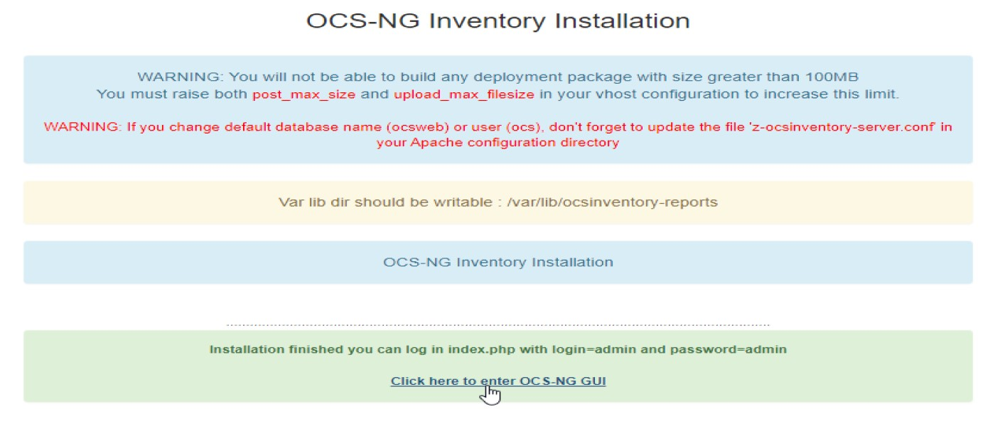 OCS-NG Inventory Installation
WARNING: You will not be able to build any deployment package with size greater than 100MB
You must raise both post_max_size and upload_max_filesize in your vhost configuration to increase this limit.
WARNING: If you change default database name (ocsweb) or user (ocs), don't forget to update the file 'z-ocsinventory-server.conf' in
your Apache configuration directory
Var lib dir should be writable : /var/lib/ocsinventory-reports
OCS-NG Inventory Installation
Installation finished you can log in index.php with login=admin and password=admin
Click here to enter OCS-NG GUI